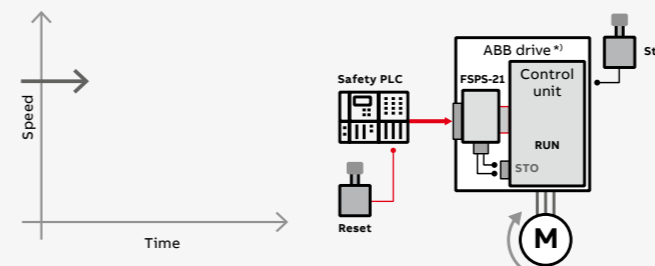 Speed
Time
Safety PLC
Reset
ABB drive *)
FSPS-21
Control
unit
RUN
STO
M